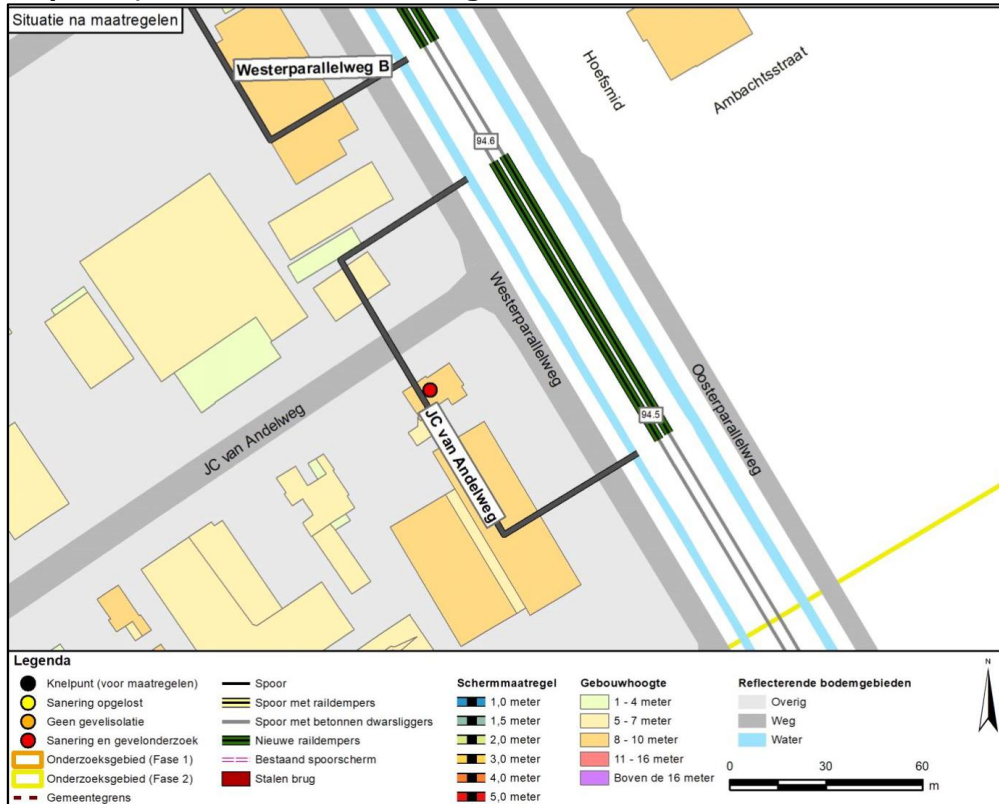 Situatie na maatregelen
Westerparallelweg B
Hoefsmid
Ambachtsstraat
94.6
Westerparallelweg
Oosterparallelweg
94.5
JC van Andelweg
JC van Andelweg
Legenda
Knelpunt (voor maatregelen)
Sanering opgelost
Geen gevelisolatie
Sanering en gevelonderzoek
Onderzoeksgebied (Fase 1)
Onderzoeksgebied (Fase 2)
Gemeentegrens
Spoor
Spoor met raildempers
Spoor met betonnen dwarsliggers
Nieuwe raildempers
Bestaand spoorscherm
Stalen brug
Schermmaatregel
1,0 meter
1,5 meter
2,0 meter
3,0 meter
4,0 meter
5,0 meter
Gebouwhoogte
1 - 4 meter
5 - 7 meter
8 - 10 meter
11 - 16 meter
Boven de 16 meter
Reflecterende bodemgebieden
Overig
Weg
Water
N
0 30 60
m